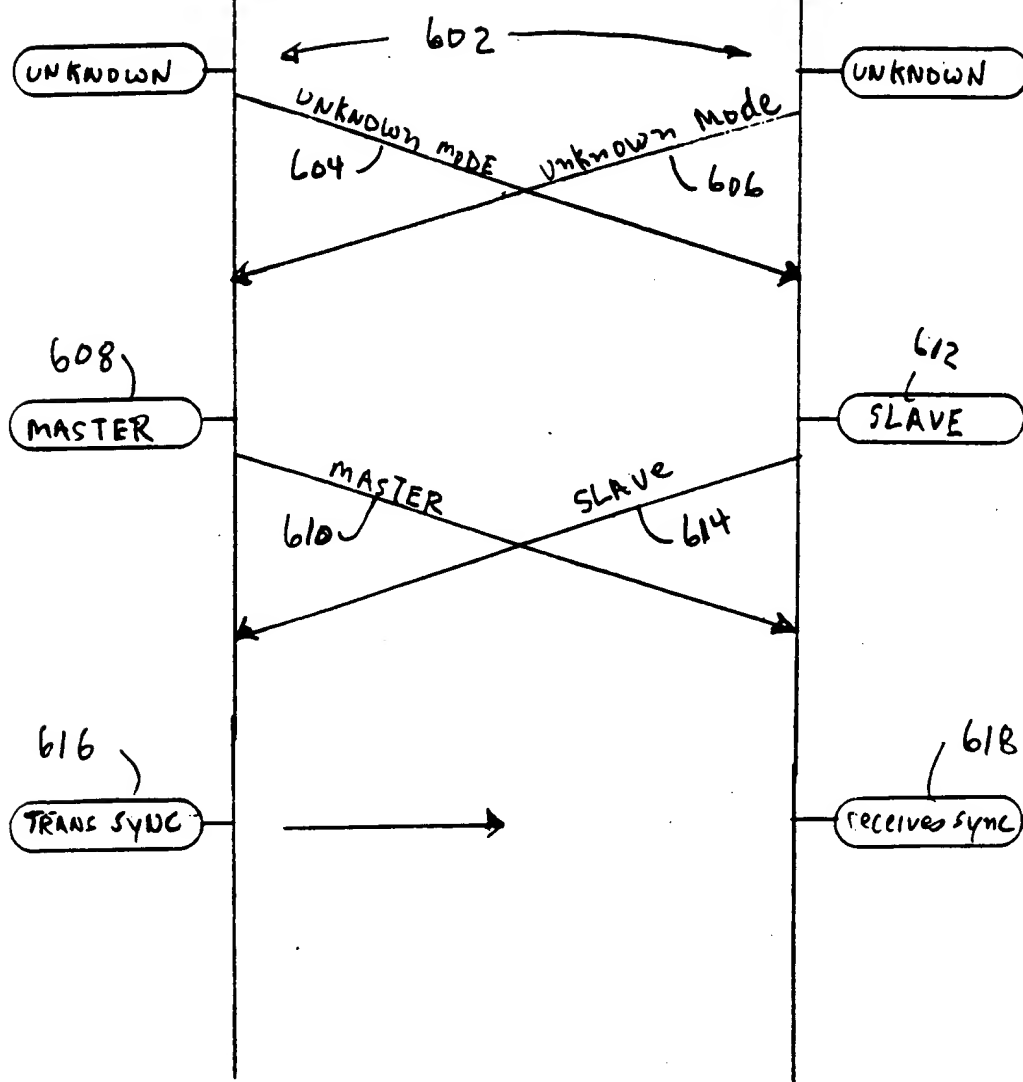 602
UNKNOWN
UNKNOWN
UNKNOWN MODE
unknown Mode
604
606
608
612
MASTER
SLAVE
MASTER
SLAVE
610
614
616
618
TRANS SYNC
receives sync